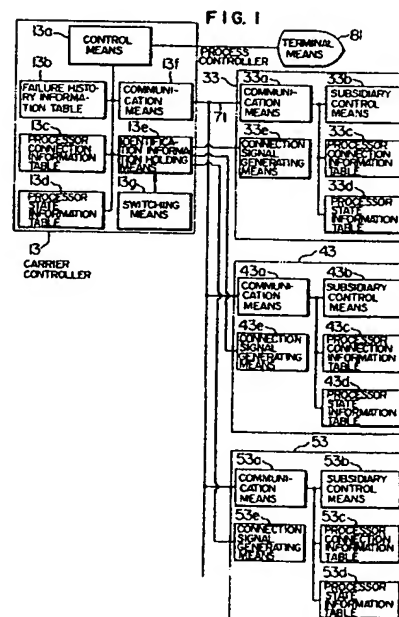 FIG. 1
13a
CONTROL
MEANS
13b
FAILURE HISTORY
INFORMA-
TION TABLE
13f
COMMUNI-
CATION
MEANS
13c
PROCESSOR
CONNECTION
INFORMATION
TABLE
13e
IDENTIFICA-
TION INFORM-
ATION HOLDING
MEANS
13d
PROCESSOR
STATE
INFORMATION
TABLE
13g
SWITCHING
MEANS
13
CARRIER
CONTROLLER
PROCESS
CONTROLLER
TERMINAL
MEANS
81
71
33
33a
COMMUNI-
CATION
MEANS
33b
SUBSIDIARY
CONTROL
MEANS
33e
CONNECTION
SIGNAL
GENERATING
MEANS
33c
PROCESSOR
CONNECTION
INFORMATION
TABLE
33d
PROCESSOR
STATE
INFORMATION
TABLE
43
43a
COMMUNI-
CATION
MEANS
43b
SUBSIDIARY
CONTROL
MEANS
43e
CONNECTION
SIGNAL
GENERATING
MEANS
43c
PROCESSOR
CONNECTION
INFORMATION
TABLE
43d
PROCESSOR
STATE
INFORMATION
TABLE
53
53a
COMMUNI-
CATION
MEANS
53b
SUBSIDIARY
CONTROL
MEANS
53e
CONNECTION
SIGNAL
GENERATING
MEANS
53c
PROCESSOR
CONNECTION
INFORMATION
TABLE
53d
PROCESSOR
STATE
INFORMATION
TABLE